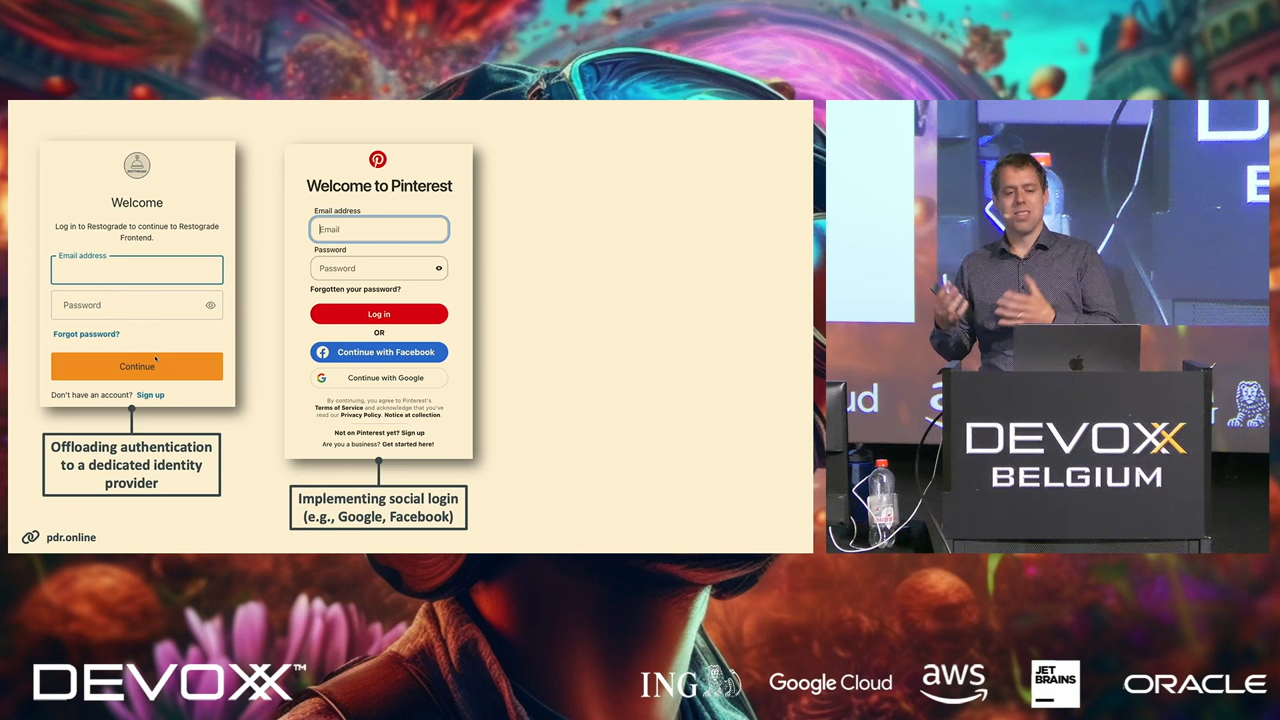 RESTOGRADE
Welcome
Log in to Restograde to continue to Restograde
Frontend.
Email address
Password
Forgot password?
Continue
Don't have an account? Sign up
Offloading authentication
to a dedicated identity
provider
Welcome to Pinterest
Email address
Email
Password
Password
Forgotten your password?
Log in
OR
Continue with Facebook
Continue with Google
By continuing, you agree to Pinterest's
Terms of Service and acknowledge that you've
read our Privacy Policy. Notice at collection.
Not on Pinterest yet? Sign up
Are you a business? Get started here!
Implementing social login
(e.g., Google, Facebook)
pdr.online
DEVOXX
BELGIUM
DEVOXX™
ING
Google Cloud
aws
JET
BRAINS
ORACLE